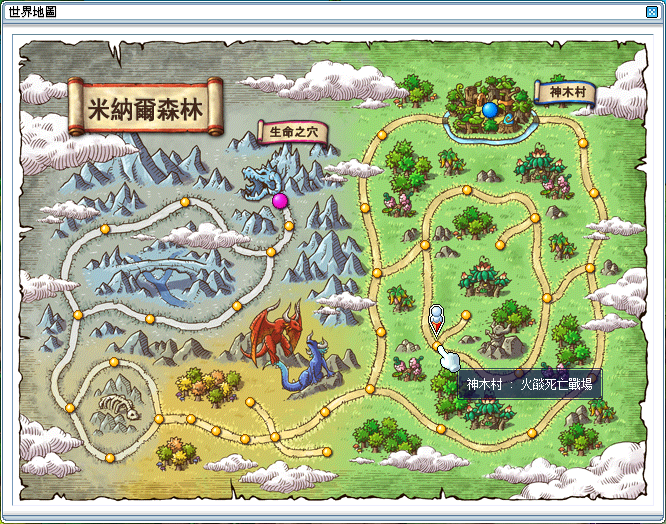 世界地圖
米納爾森林
神木村
生命之穴
神木村 : 火燄死亡戰場